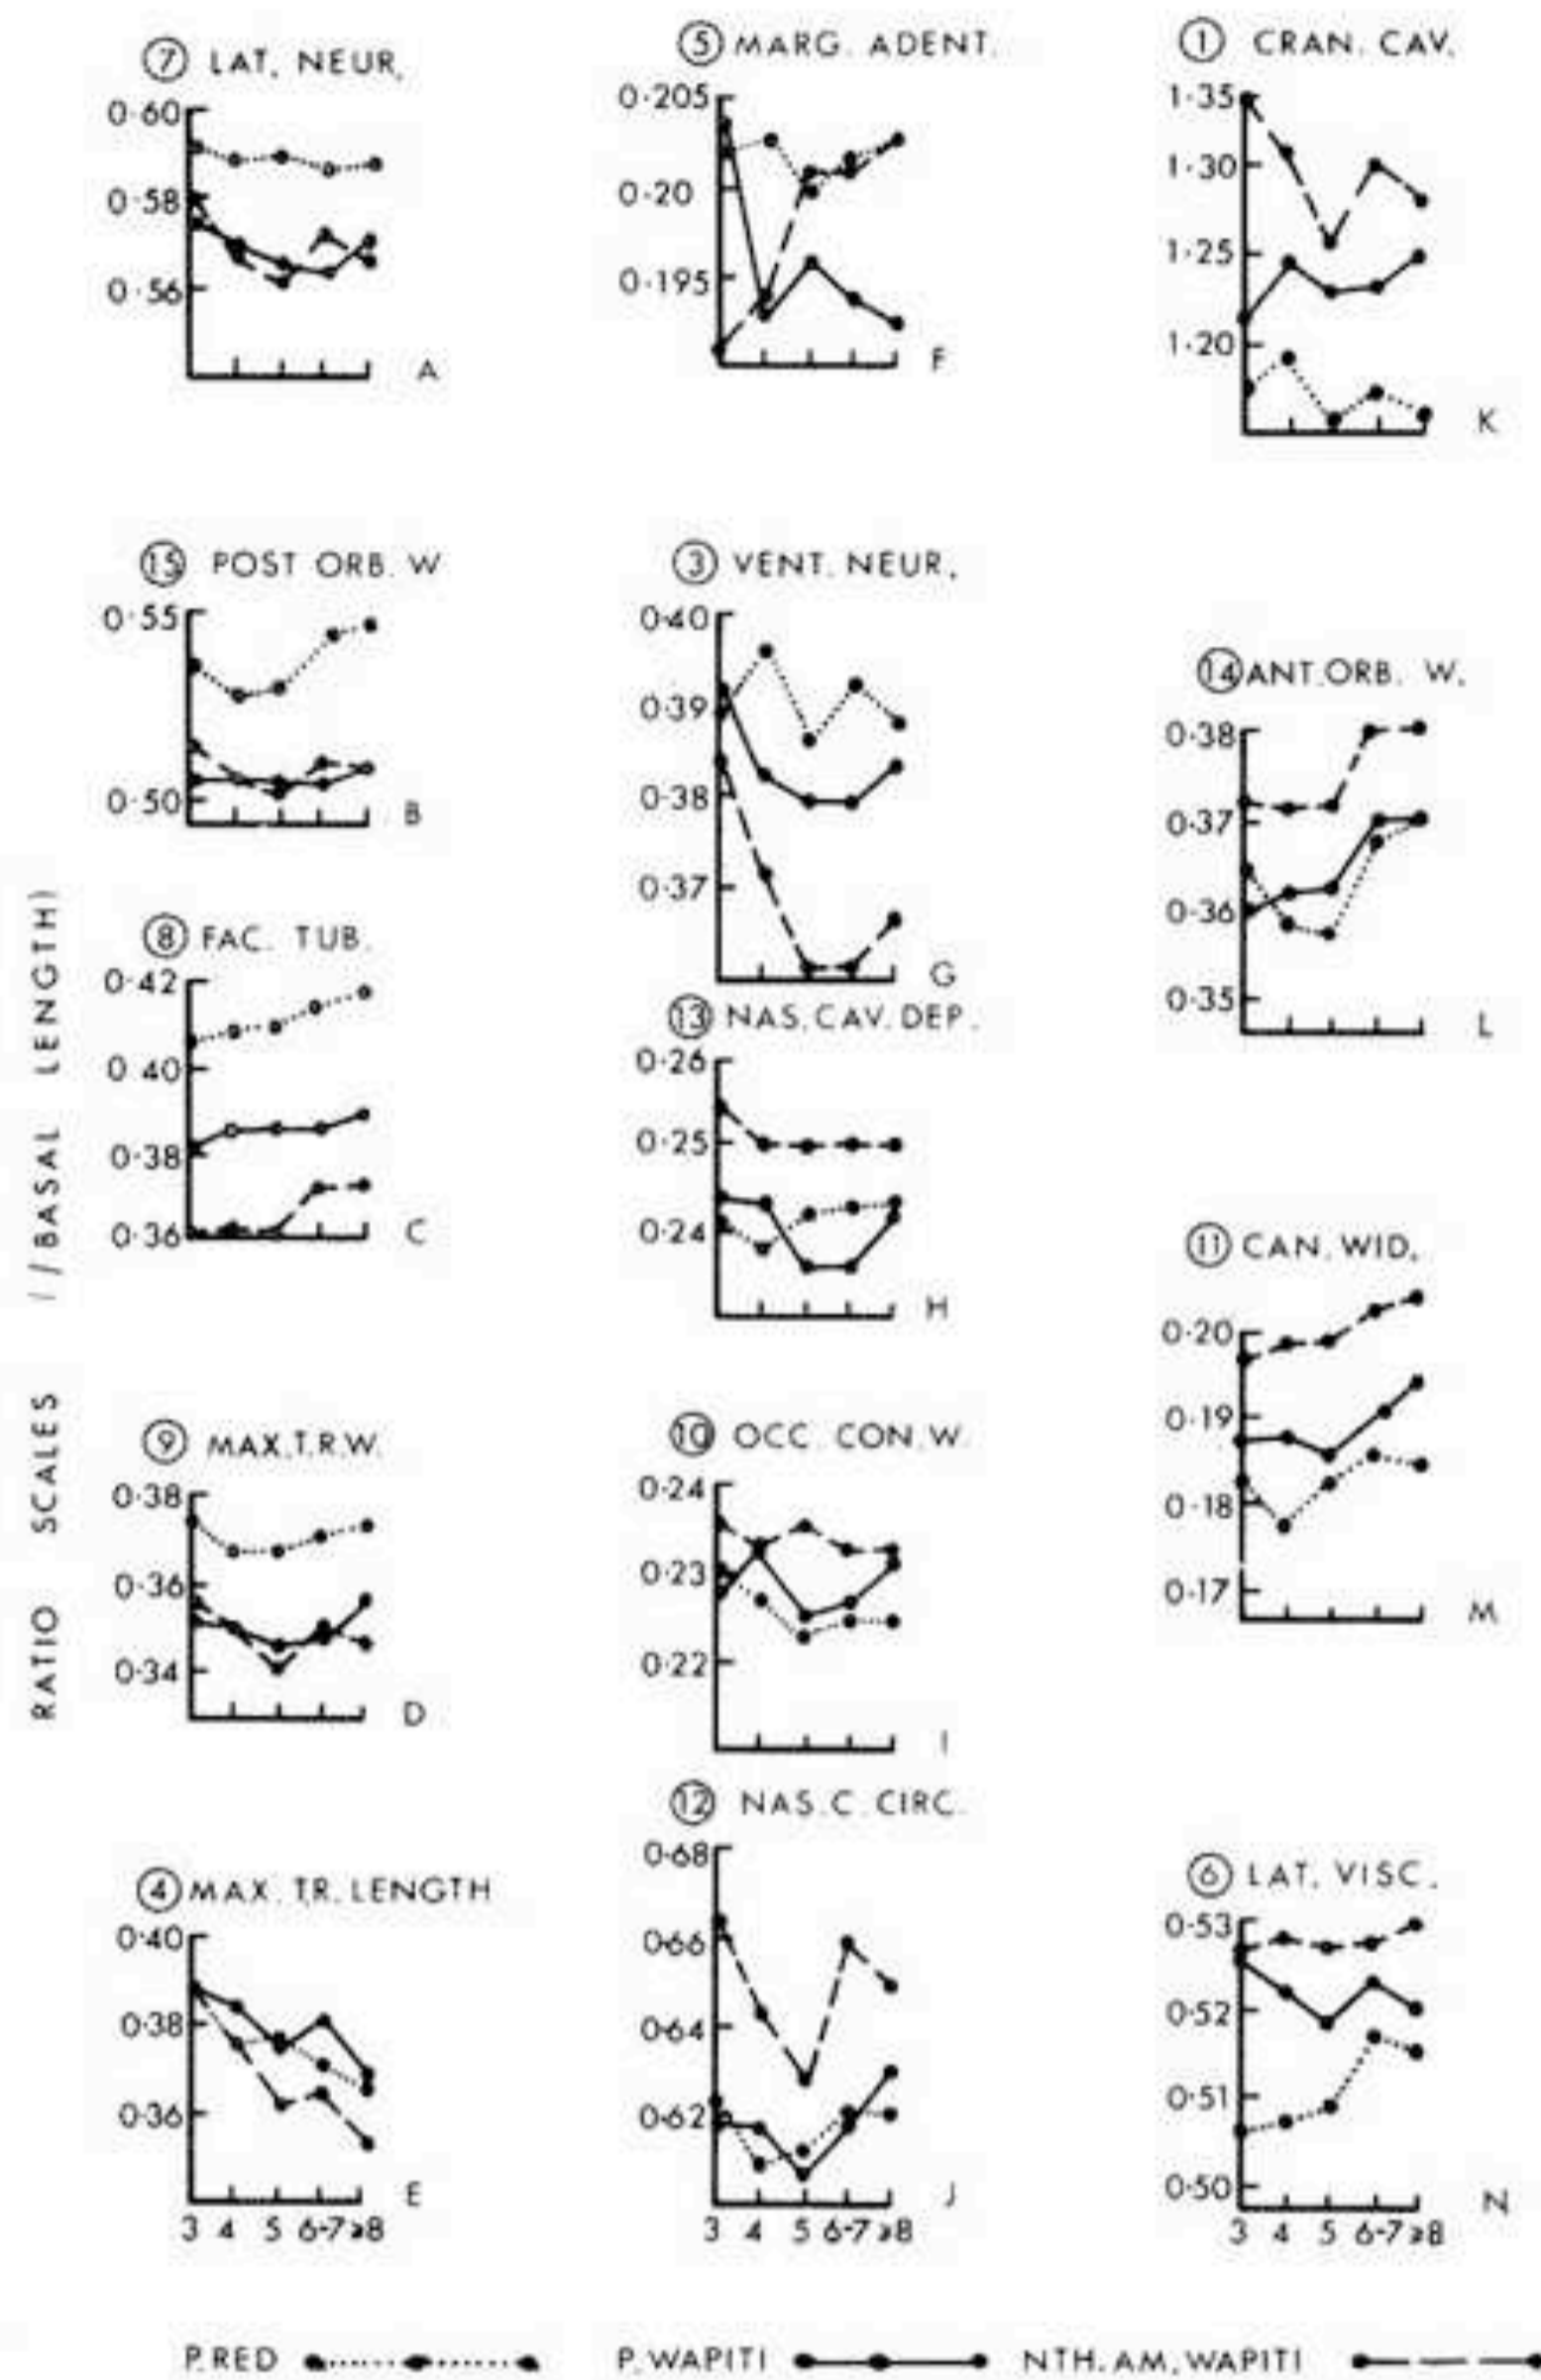 ⑦ LAT. NEUR.
0·60
0·58
0·56
A
⑮ POST ORB. W
0·55
0·50
B
⑧ FAC. TUB.
0·42
0·40
0·38
0·36
C
⑨ MAX.T.R.W.
0·38
0·36
0·34
D
④ MAX. T.R. LENGTH
0·40
0·38
0·36
E
3 4 5 6-7 ≥8
⑤ MARG. ADENT.
0·205
0·20
0·195
F
③ VENT. NEUR.
0·40
0·39
0·38
0·37
G
⑬ NAS. CAV. DEP.
0·26
0·25
0·24
H
⑩ OCC. CON. W.
0·24
0·23
0·22
I
⑫ NAS. C. CIRC.
0·68
0·66
0·64
0·62
J
3 4 5 6-7 ≥8
① CRAN. CAV.
1·35
1·30
1·25
1·20
K
⑭ ANT. ORB. W.
0·38
0·37
0·36
0·35
L
⑪ CAN. WID.
0·20
0·19
0·18
0·17
M
⑥ LAT. VISC.
0·53
0·52
0·51
0·50
N
3 4 5 6-7 ≥8
RATIO SCALES (/BASAL LENGTH)
P. RED P. WAPITI NTH. AM. WAPITI